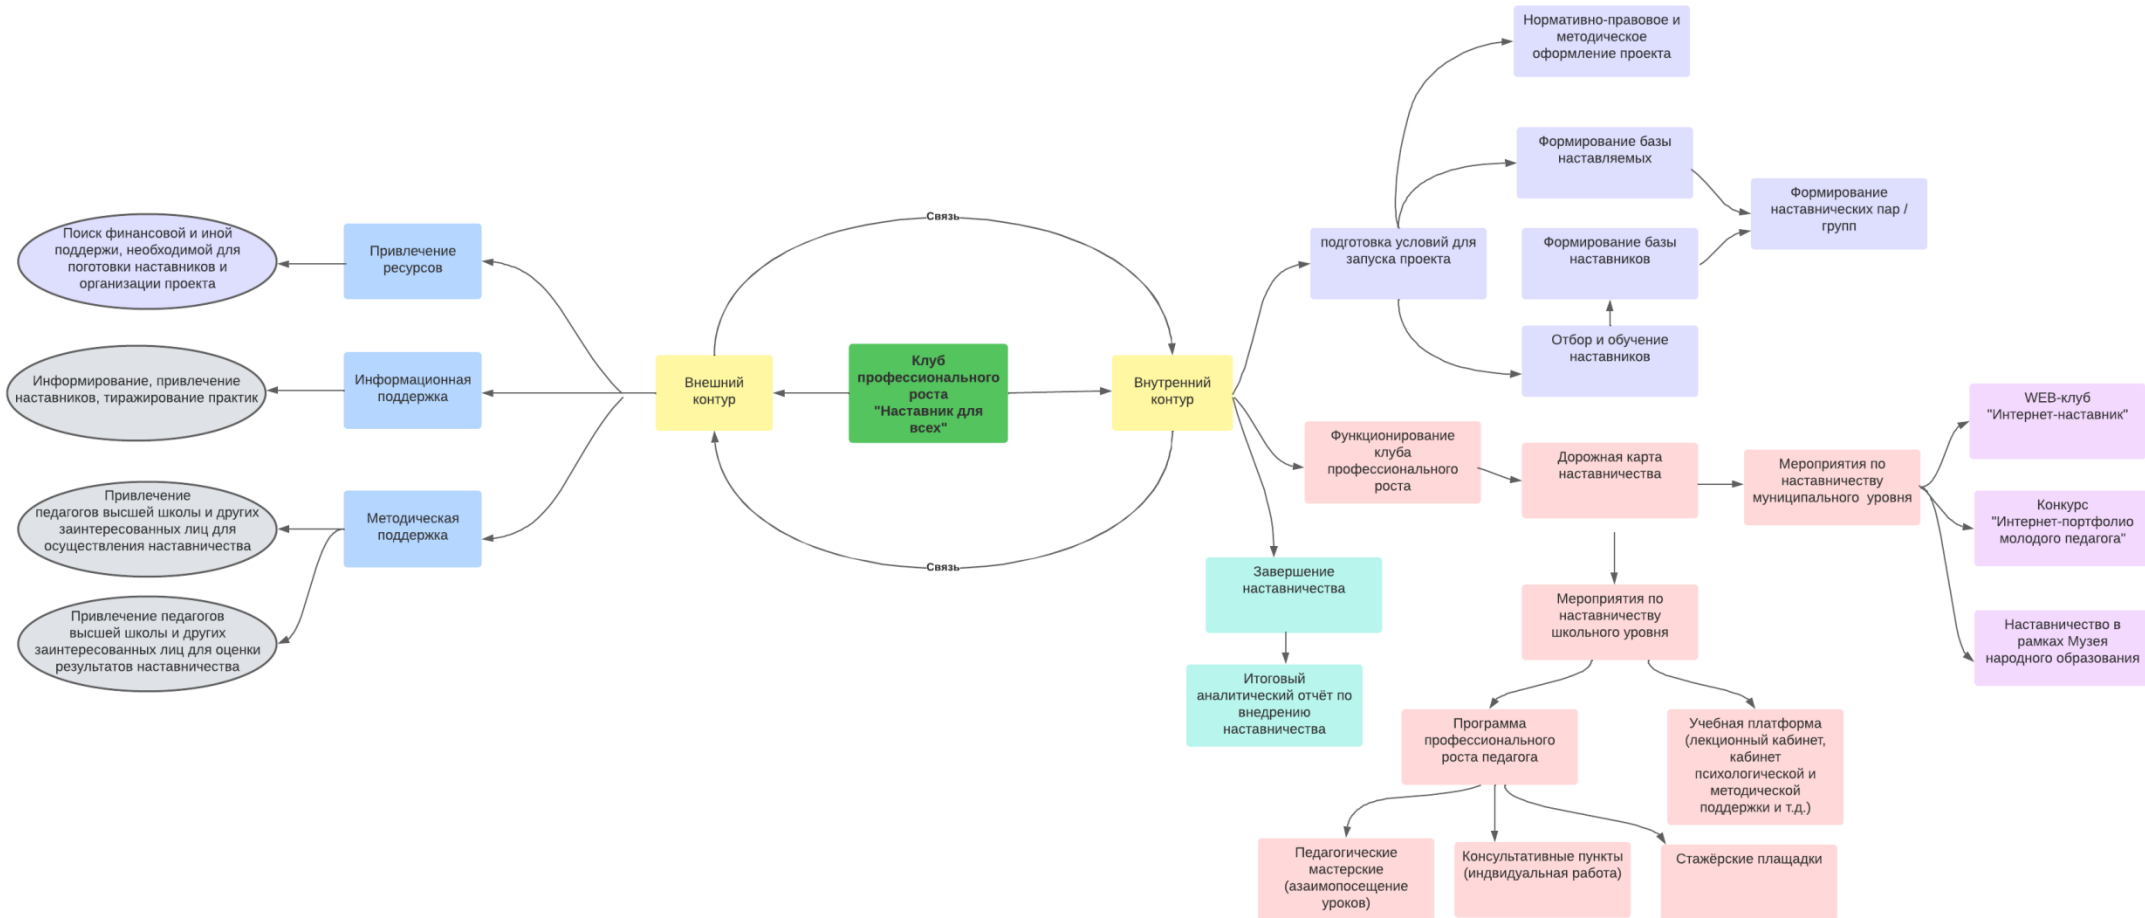 Нормативно-правовое и
методическое
оформление проекта
Формирование базы
наставляемых
Формирование
наставнических пар /
групп
Связь
Поиск финансовой и иной
поддержи, необходимой для
поготовки наставников и
организации проекта
Привлечение
ресурсов
подготовка условий для
запуска проекта
Формирование базы
наставников
Отбор и обучение
наставников
Информирование, привлечение
наставников, тиражирование практик
Информационная
поддержка
Внешний
контур
Клуб
профессионального
роста
"Наставник для
всех"
Внутренний
контур
WEB-клуб
"Интернет-наставник"
Функционирование
клуба
профессионального
роста
Дорожная карта
наставничества
Мероприятия по
наставничеству
муниципального  уровня
Привлечение
педагогов высшей школы и других
заинтересованных лиц для
осуществления наставничества
Методическая
поддержка
Конкурс
"Интернет-портфолио
молодого педагога"
Связь
Завершение
наставничества
Мероприятия по
наставничеству
школьного уровня
Привлечение педагогов
высшей школы и других
заинтересованных лиц для оценки
результатов наставничества
Наставничество в
рамках Музея
народного образования
Итоговый
аналитический отчёт по
внедрению
наставничества
Программа
профессионального
роста педагога
Учебная платформа
(лекционный кабинет,
кабинет
психологической и
методической
поддержки и т.д.)
Педагогические
мастерские
(азаимопосещение
уроков)
Консультативные пункты
(индвидуальная работа)
Стажёрские плащадки